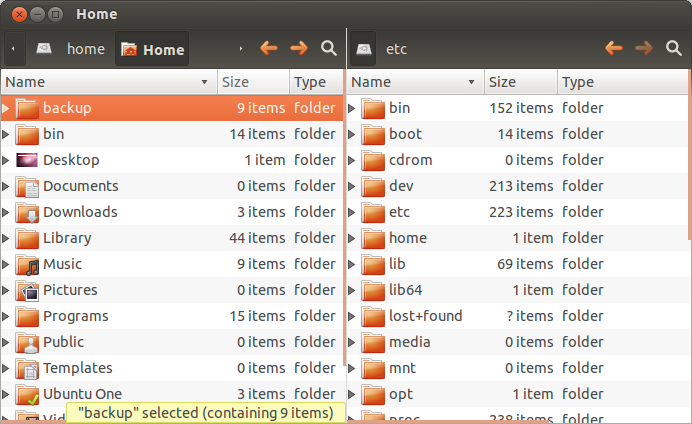 Home
home Home
Name Size Type
backup 9 items folder
bin 14 items folder
Desktop 1 item folder
Documents 0 items folder
Downloads 3 items folder
Library 44 items folder
Music 9 items folder
Pictures 0 items folder
Programs 15 items folder
Public 0 items folder
Templates 0 items folder
Ubuntu One 3 items folder
"backup" selected (containing 9 items)
etc
Name Size Type
bin 152 items folder
boot 14 items folder
cdrom 0 items folder
dev 213 items folder
etc 223 items folder
home 1 item folder
lib 69 items folder
lib64 1 item folder
lost+found ? items folder
media 0 items folder
mnt 0 items folder
opt 1 item folder
proc 238 items folder